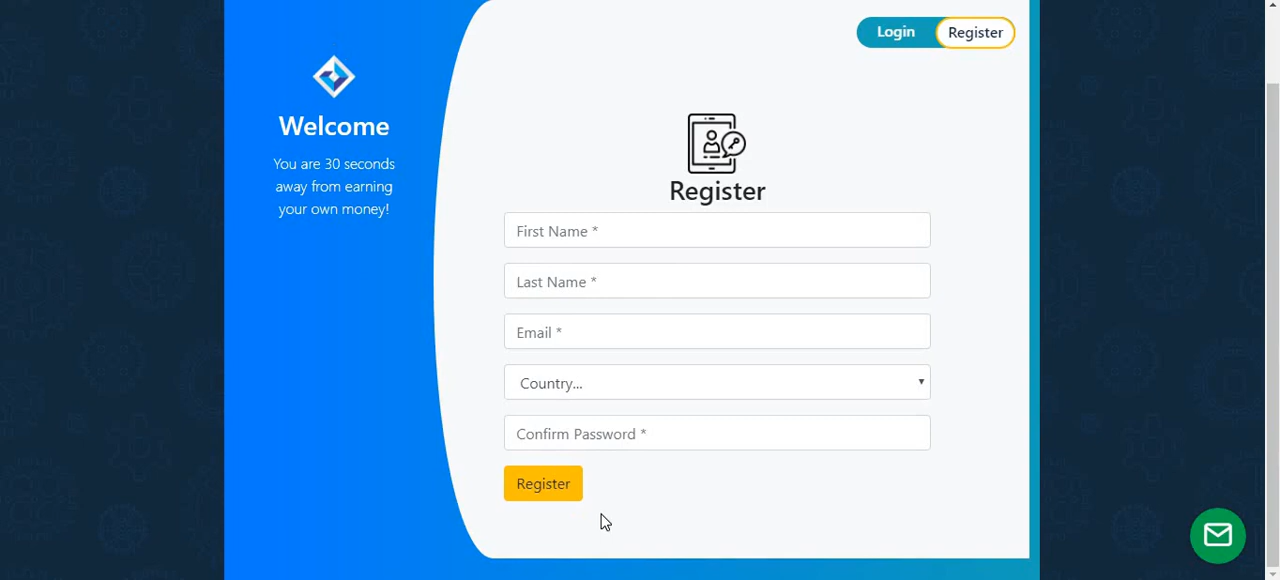 Login
Register
Welcome
You are 30 seconds
away from earning
your own money!
Register
First Name *
Last Name *
Email *
Country...
Confirm Password *
Register